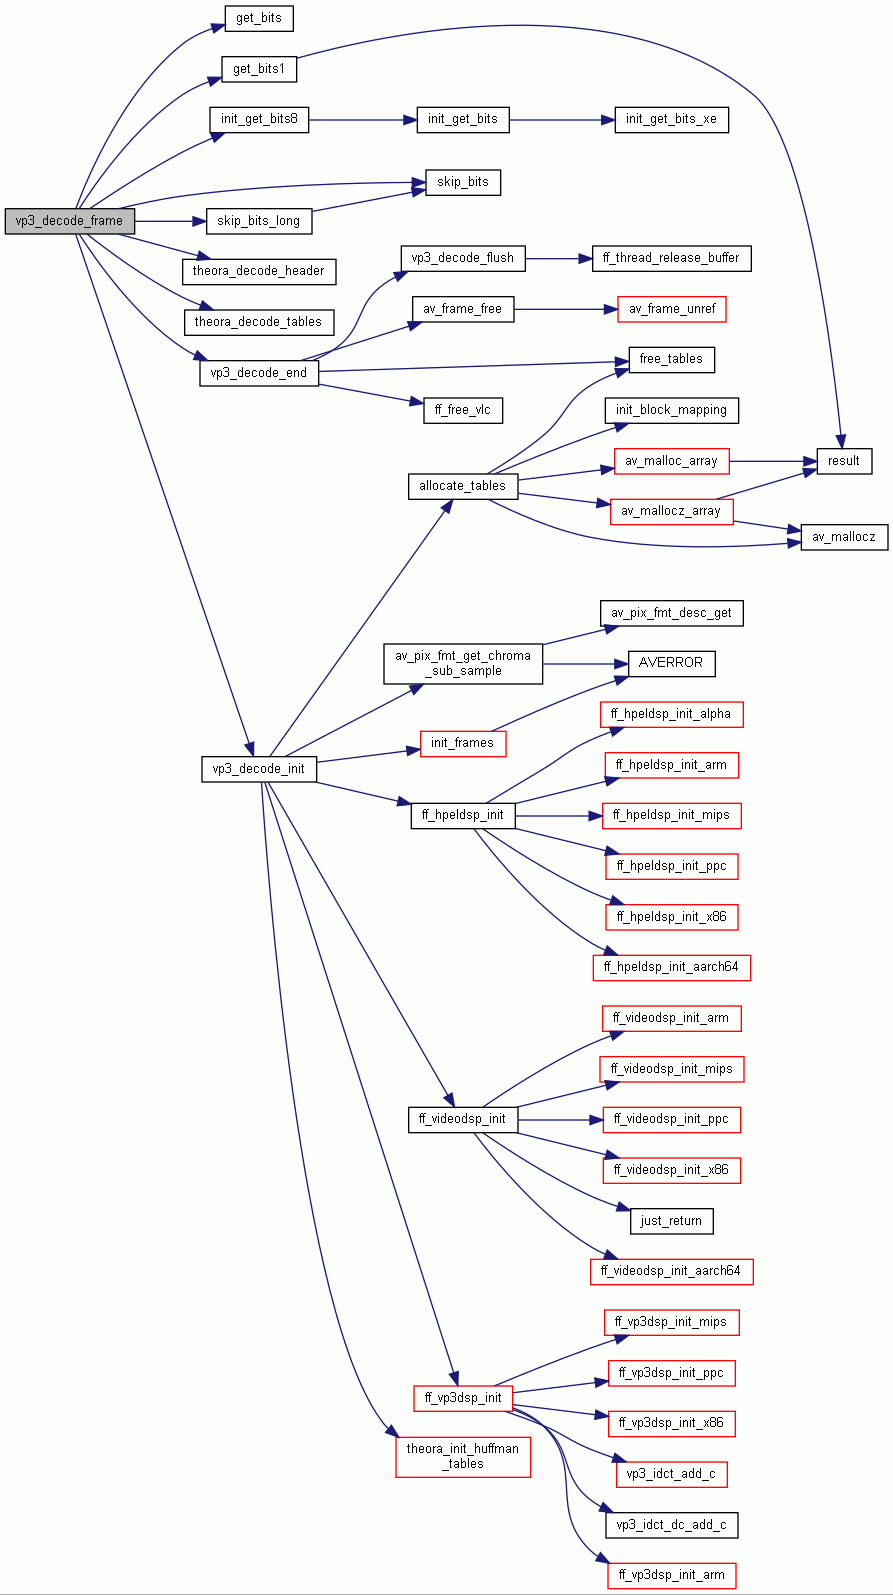 get_bits
get_bits1
init_get_bits8
init_get_bits
init_get_bits_xe
skip_bits
vp3_decode_frame
skip_bits_long
vp3_decode_flush
ff_thread_release_buffer
theora_decode_header
av_frame_free
av_frame_unref
theora_decode_tables
free_tables
vp3_decode_end
ff_free_vlc
init_block_mapping
av_malloc_array
result
allocate_tables
av_mallocz_array
av_mallocz
av_pix_fmt_desc_get
av_pix_fmt_get_chroma
_sub_sample
AVERROR
ff_hpeldsp_init_alpha
init_frames
vp3_decode_init
ff_hpeldsp_init_arm
ff_hpeldsp_init
ff_hpeldsp_init_mips
ff_hpeldsp_init_ppc
ff_hpeldsp_init_x86
ff_hpeldsp_init_aarch64
ff_videodsp_init_arm
ff_videodsp_init_mips
ff_videodsp_init
ff_videodsp_init_ppc
ff_videodsp_init_x86
just_return
ff_videodsp_init_aarch64
ff_vp3dsp_init_mips
ff_vp3dsp_init_ppc
ff_vp3dsp_init
ff_vp3dsp_init_x86
theora_init_huffman
_tables
vp3_idct_add_c
vp3_idct_dc_add_c
ff_vp3dsp_init_arm